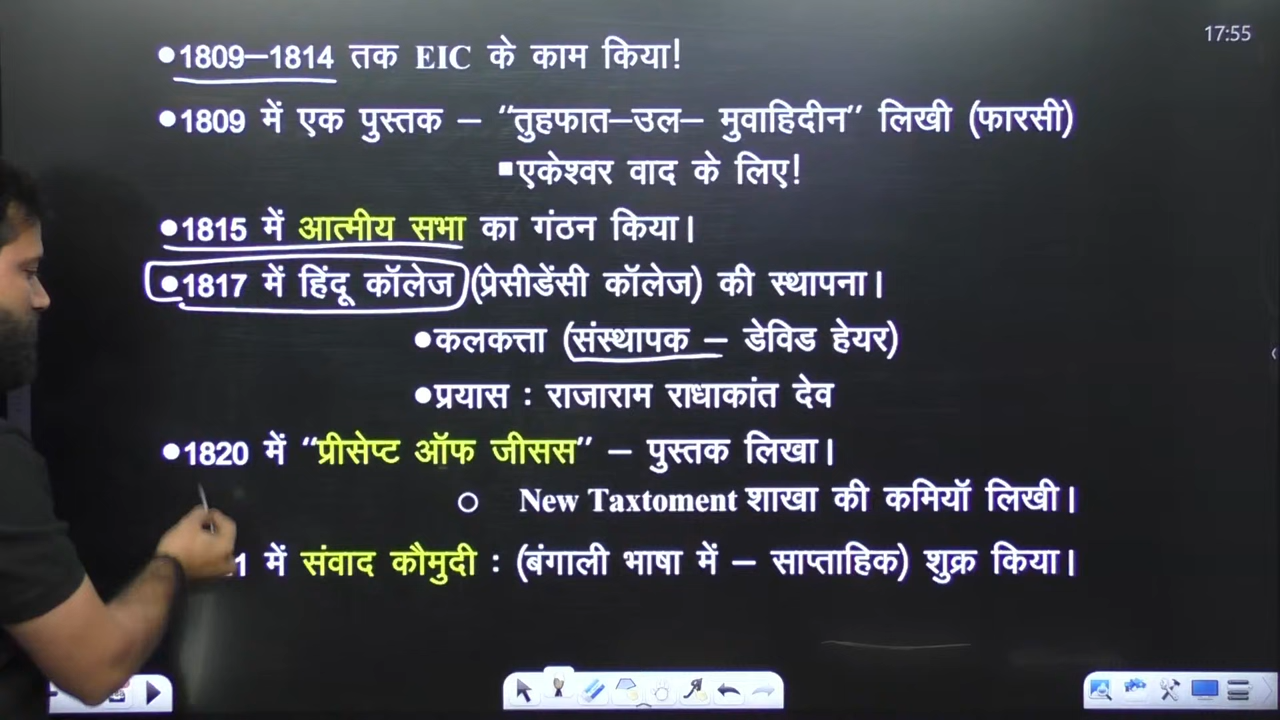 17:55
●1809–1814 तक EIC के काम किया!
●1809 में एक पुस्तक – “तुहफात–उल– मुवाहिदीन” लिखी (फारसी)
▪एकेश्वर वाद के लिए!
●1815 में आत्मीय सभा का गंठन किया।
●1817 में हिंदू कॉलेज (प्रेसीडेंसी कॉलेज) की स्थापना।
●कलकत्ता (संस्थापक – डेविड हेयर)
●प्रयास : राजाराम राधाकांत देव
●1820 में “प्रीसेप्ट ऑफ जीसस” – पुस्तक लिखा।
○ New Taxtoment शाखा की कमियॉ लिखी।
में संवाद कौमुदी : (बंगाली भाषा में – साप्ताहिक) शुक्र किया।